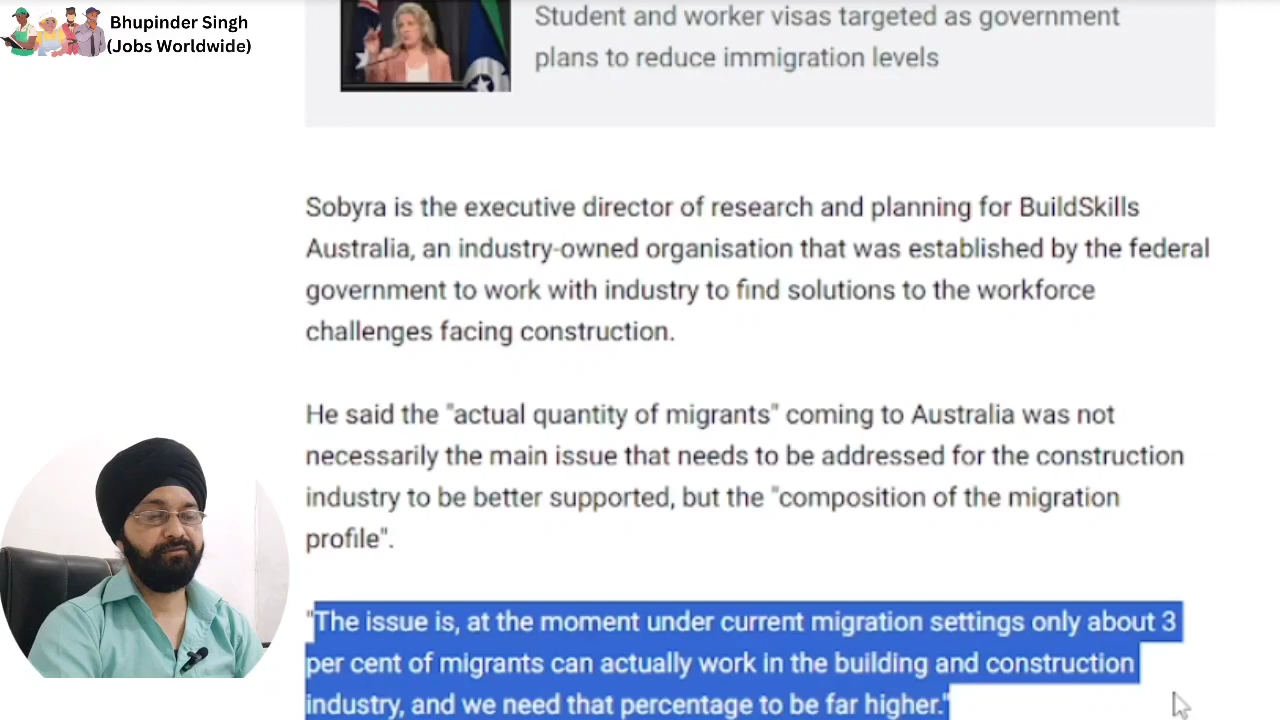 Bhupinder Singh
(Jobs Worldwide)
Student and worker visas targeted as government
plans to reduce immigration levels
Sobyra is the executive director of research and planning for BuildSkills
Australia, an industry-owned organisation that was established by the federal
government to work with industry to find solutions to the workforce
challenges facing construction.
He said the "actual quantity of migrants" coming to Australia was not
necessarily the main issue that needs to be addressed for the construction
industry to be better supported, but the "composition of the migration
profile".
"The issue is, at the moment under current migration settings only about 3
per cent of migrants can actually work in the building and construction
industry, and we need that percentage to be far higher."